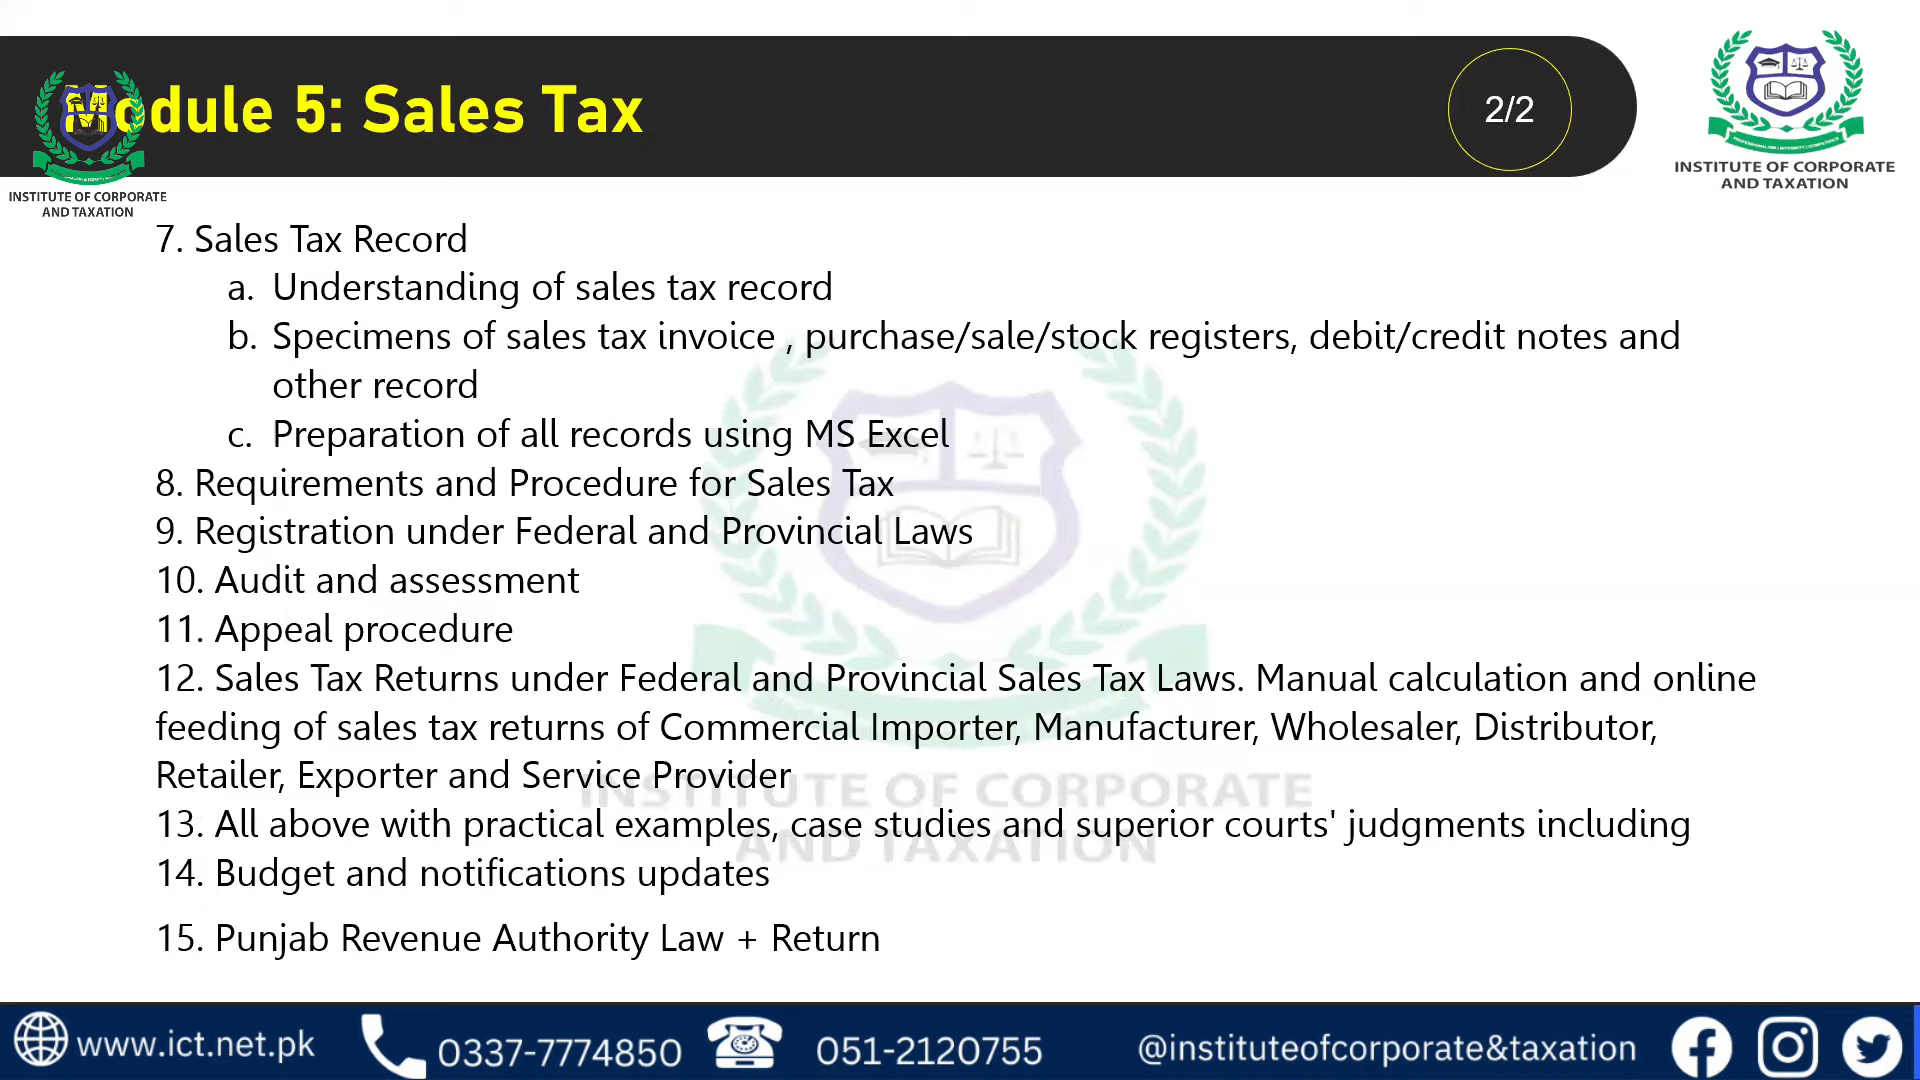 Module 5: Sales Tax
2/2
INSTITUTE OF CORPORATE
AND TAXATION
INSTITUTE OF CORPORATE
AND TAXATION
7. Sales Tax Record
a. Understanding of sales tax record
b. Specimens of sales tax invoice , purchase/sale/stock registers, debit/credit notes and
other record
c. Preparation of all records using MS Excel
8. Requirements and Procedure for Sales Tax
9. Registration under Federal and Provincial Laws
10. Audit and assessment
11. Appeal procedure
12. Sales Tax Returns under Federal and Provincial Sales Tax Laws. Manual calculation and online
feeding of sales tax returns of Commercial Importer, Manufacturer, Wholesaler, Distributor,
Retailer, Exporter and Service Provider
13. All above with practical examples, case studies and superior courts' judgments including
14. Budget and notifications updates
15. Punjab Revenue Authority Law + Return
INSTITUTE OF CORPORATE
AND TAXATION
www.ict.net.pk
0337-7774850
051-2120755
@instituteofcorporate&taxation